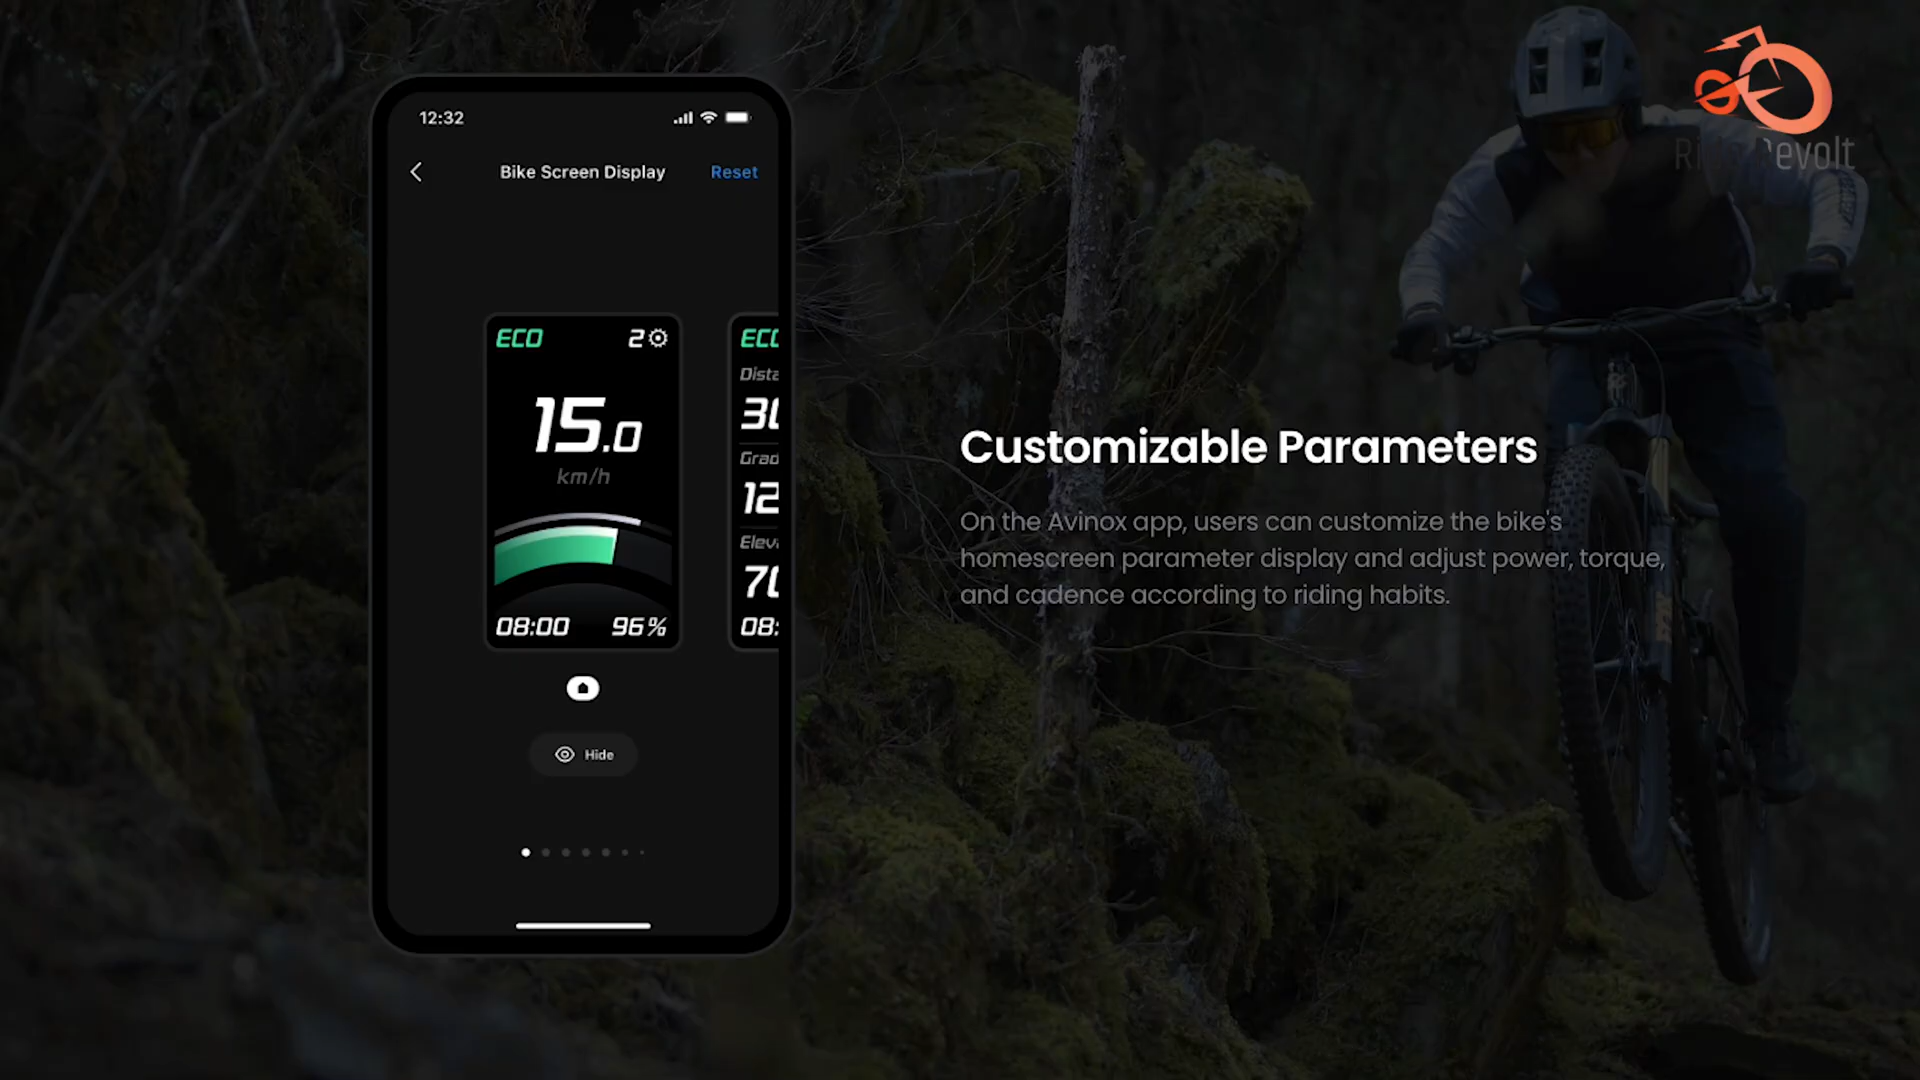 12:32
Bike Screen Display
Reset
ECO
2
15.0
km/h
08:00
96%
Hide
Customizable Parameters
On the Avinox app, users can customize the bike's
homescreen parameter display and adjust power, torque,
and cadence according to riding habits.